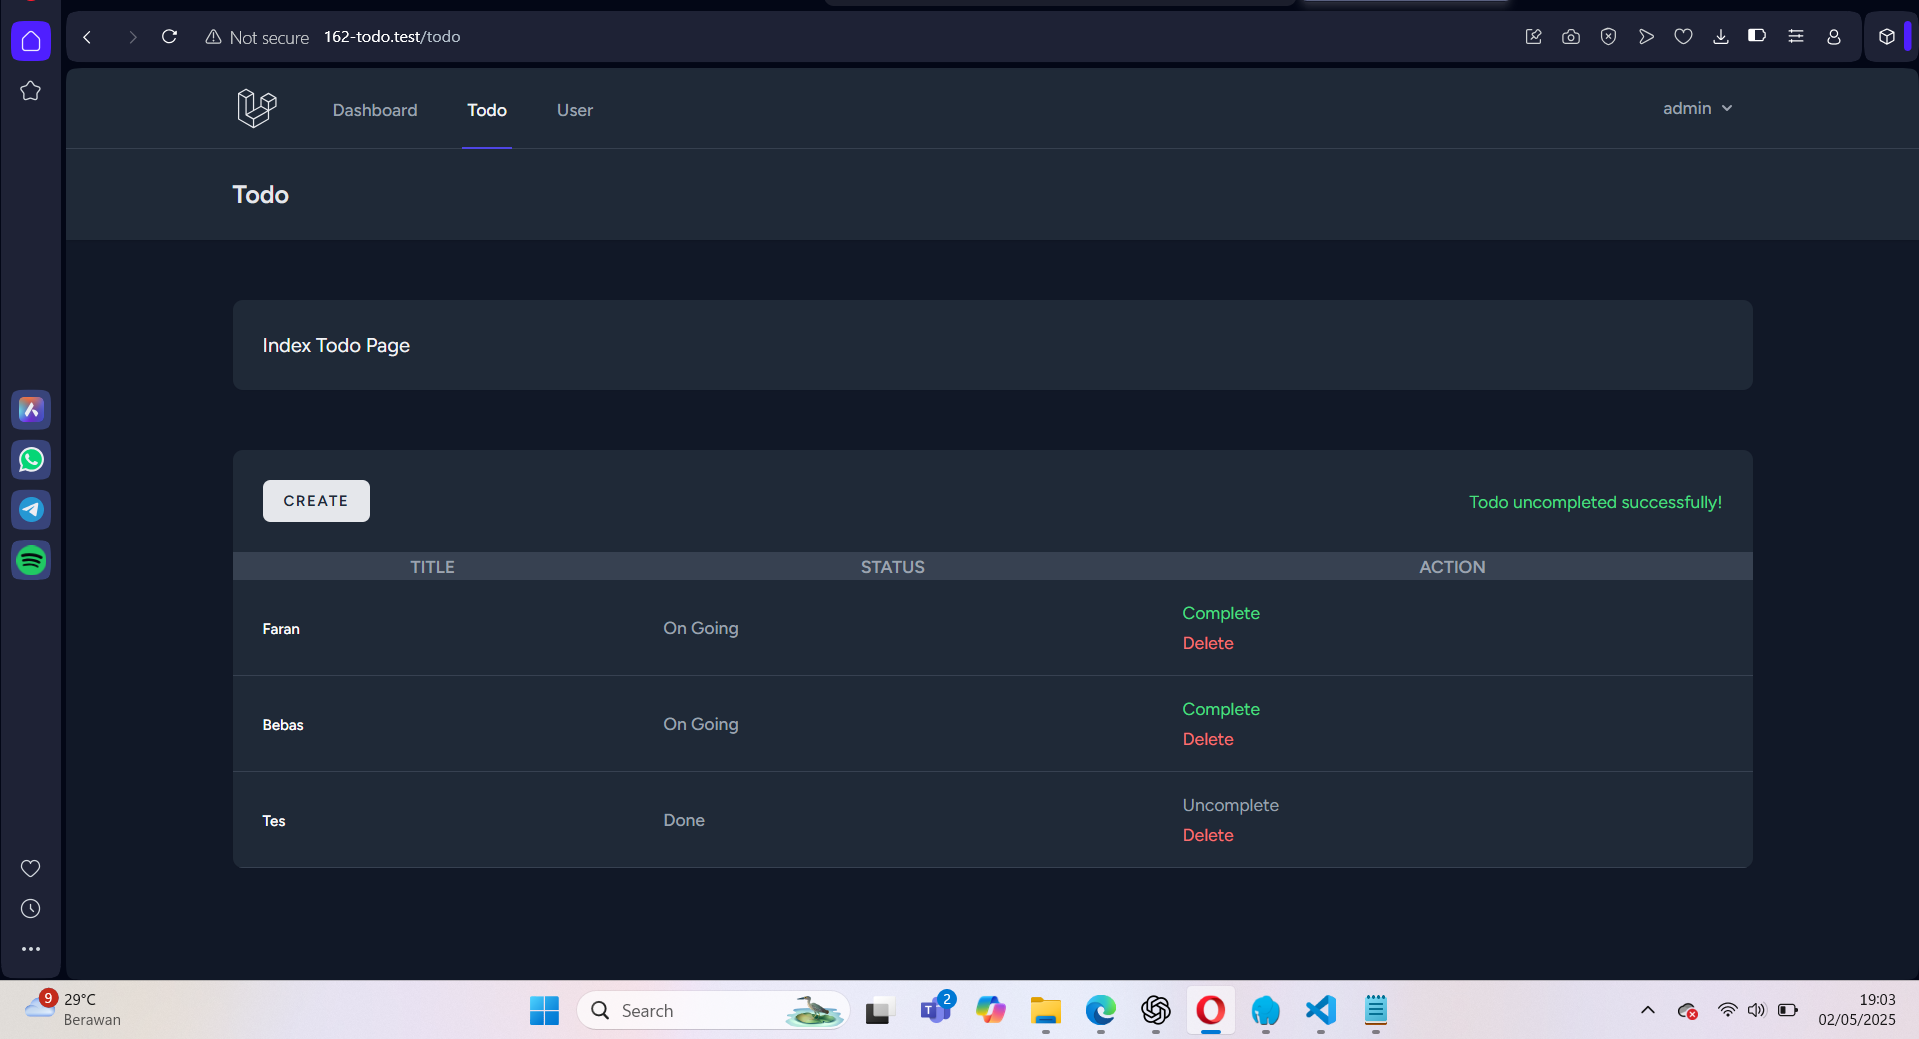 Not secure 162-todo.test/todo
Dashboard Todo User admin
Todo
Index Todo Page
CREATE Todo uncompleted successfully!
TITLE STATUS ACTION
Faran On Going Complete
Delete
Bebas On Going Complete
Delete
Tes Done Uncomplete
Delete
9 29°C
Berawan
Search
2
19:03
02/05/2025